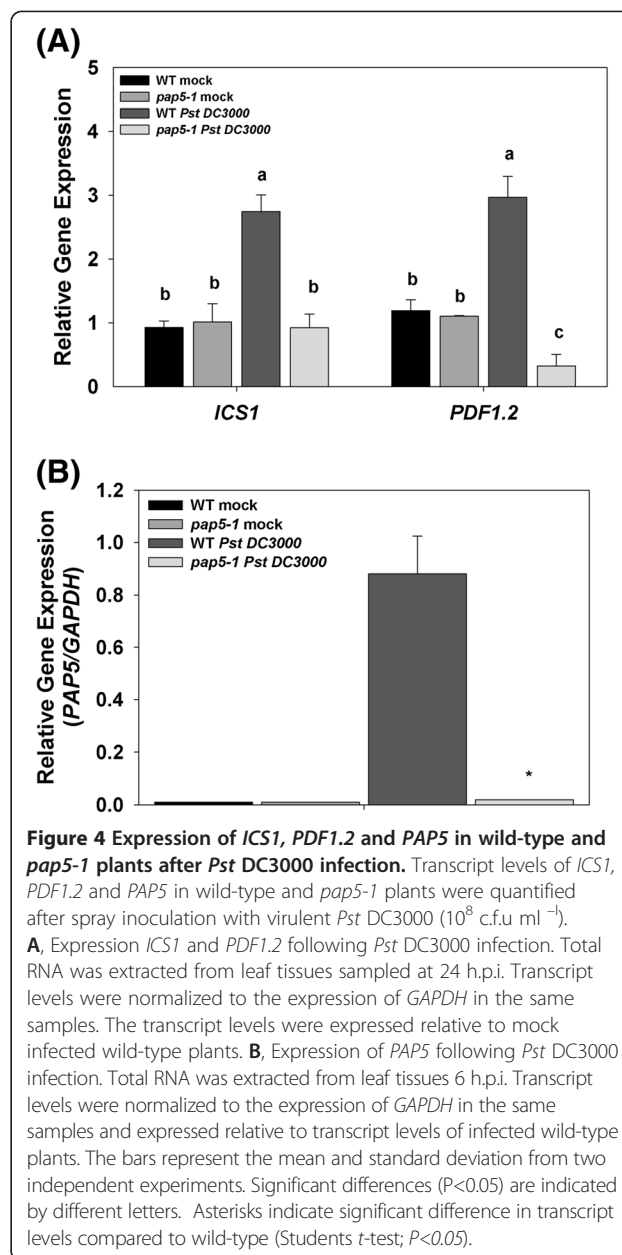 (A)
Relative Gene Expression
5
4
3
2
1
0
WT mock
pap5-1 mock
WT Pst DC3000
pap5-1 Pst DC3000
b
b
a
b
b
b
a
c
ICS1
PDF1.2
(B)
Relative Gene Expression
(PAP5/GAPDH)
1.2
1.0
0.8
0.6
0.4
0.2
0.0
WT mock
pap5-1 mock
WT Pst DC3000
pap5-1 Pst DC3000
*
Figure 4 Expression of ICS1, PDF1.2 and PAP5 in wild-type and
pap5-1 plants after Pst DC3000 infection. Transcript levels of ICS1,
PDF1.2 and PAP5 in wild-type and pap5-1 plants were quantified
after spray inoculation with virulent Pst DC3000 (10⁸ c.f.u ml ⁻ˡ).
A, Expression ICS1 and PDF1.2 following Pst DC3000 infection. Total
RNA was extracted from leaf tissues sampled at 24 h.p.i. Transcript
levels were normalized to the expression of GAPDH in the same
samples. The transcript levels were expressed relative to mock
infected wild-type plants. B, Expression of PAP5 following Pst DC3000
infection. Total RNA was extracted from leaf tissues 6 h.p.i. Transcript
levels were normalized to the expression of GAPDH in the same
samples and expressed relative to transcript levels of infected wild-type
plants. The bars represent the mean and standard deviation from two
independent experiments. Significant differences (P<0.05) are indicated
by different letters. Asterisks indicate significant difference in transcript
levels compared to wild-type (Students t-test; P<0.05).